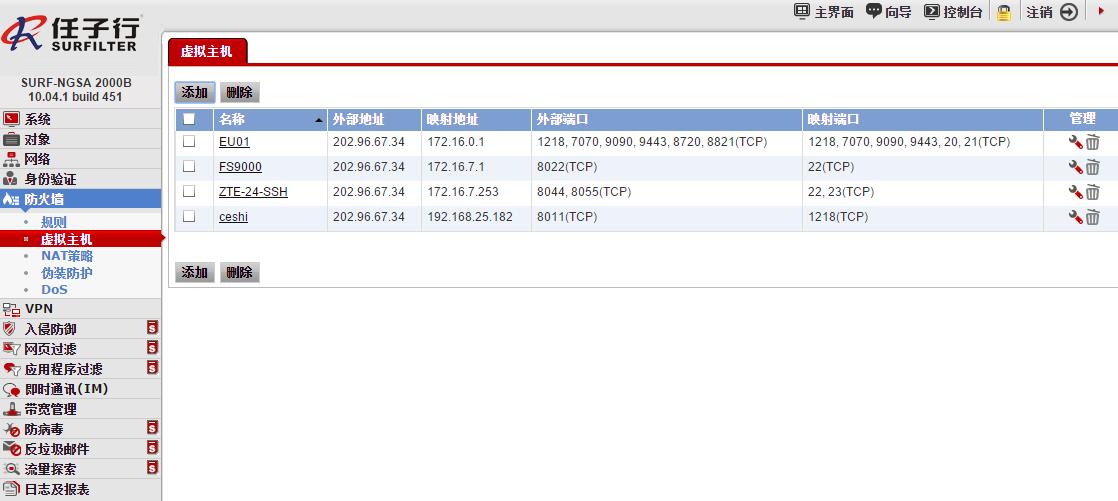 任子行
SURFILTER
主界面 向导 控制台 注销
SURF-NGSA 2000B
10.04.1 build 451
系统
对象
网络
身份验证
防火墙
规则
虚拟主机
NAT策略
伪装防护
DoS
VPN
入侵防御 S
网页过滤 S
应用程序过滤 S
即时通讯(IM)
带宽管理
防病毒 S
反垃圾邮件 S
流量探索 S
日志及报表
虚拟主机
添加 删除
名称 外部地址 映射地址 外部端口 映射端口 管理
EU01 202.96.67.34 172.16.0.1 1218, 7070, 9090, 9443, 8720, 8821(TCP) 1218, 7070, 9090, 9443, 20, 21(TCP)
FS9000 202.96.67.34 172.16.7.1 8022(TCP) 22(TCP)
ZTE-24-SSH 202.96.67.34 172.16.7.253 8044, 8055(TCP) 22, 23(TCP)
ceshi 202.96.67.34 192.168.25.182 8011(TCP) 1218(TCP)
添加 删除